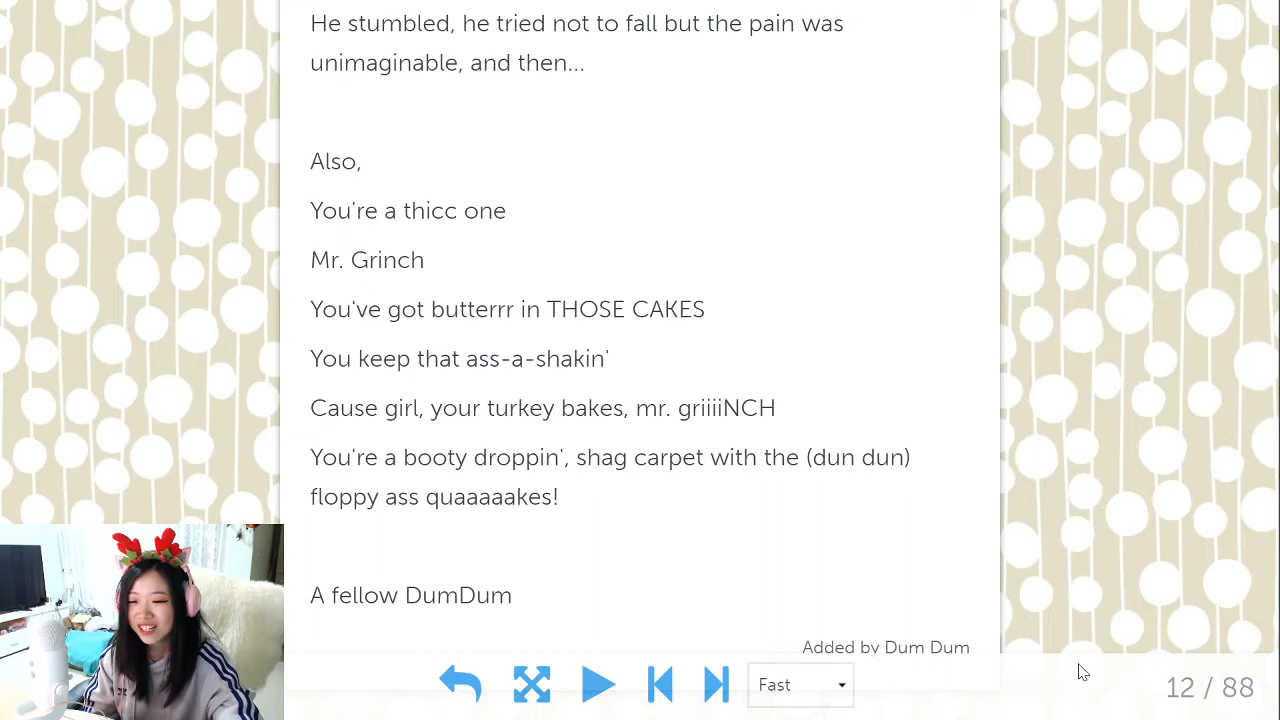 He stumbled, he tried not to fall but the pain was
unimaginable, and then...
Also,
You're a thicc one
Mr. Grinch
You've got butterrr in THOSE CAKES
You keep that ass-a-shakin'
Cause girl, your turkey bakes, mr. griiiiNCH
You're a booty droppin', shag carpet with the (dun dun)
floppy ass quaaaaakes!
A fellow DumDum
Added by Dum Dum
Fast
12 / 88